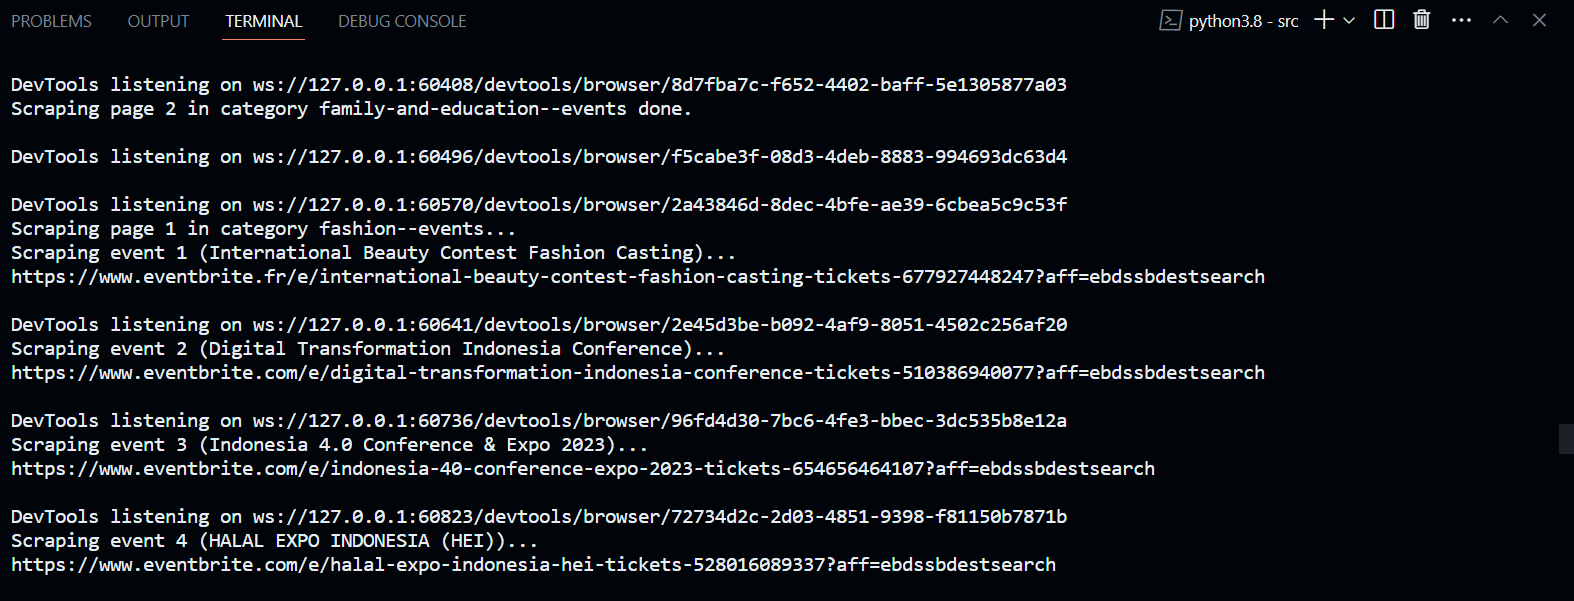 PROBLEMS OUTPUT TERMINAL DEBUG CONSOLE python3.8 - src
DevTools listening on ws://127.0.0.1:60408/devtools/browser/8d7fba7c-f652-4402-baff-5e1305877a03
Scraping page 2 in category family-and-education--events done.
DevTools listening on ws://127.0.0.1:60496/devtools/browser/f5cabe3f-08d3-4deb-8883-994693dc63d4
DevTools listening on ws://127.0.0.1:60570/devtools/browser/2a43846d-8dec-4bfe-ae39-6cbea5c9c53f
Scraping page 1 in category fashion--events...
Scraping event 1 (International Beauty Contest Fashion Casting)...
https://www.eventbrite.fr/e/international-beauty-contest-fashion-casting-tickets-677927448247?aff=ebdssbdestsearch
DevTools listening on ws://127.0.0.1:60641/devtools/browser/2e45d3be-b092-4af9-8051-4502c256af20
Scraping event 2 (Digital Transformation Indonesia Conference)...
https://www.eventbrite.com/e/digital-transformation-indonesia-conference-tickets-510386940077?aff=ebdssbdestsearch
DevTools listening on ws://127.0.0.1:60736/devtools/browser/96fd4d30-7bc6-4fe3-bbec-3dc535b8e12a
Scraping event 3 (Indonesia 4.0 Conference & Expo 2023)...
https://www.eventbrite.com/e/indonesia-40-conference-expo-2023-tickets-654656464107?aff=ebdssbdestsearch
DevTools listening on ws://127.0.0.1:60823/devtools/browser/72734d2c-2d03-4851-9398-f81150b7871b
Scraping event 4 (HALAL EXPO INDONESIA (HEI))...
https://www.eventbrite.com/e/halal-expo-indonesia-hei-tickets-528016089337?aff=ebdssbdestsearch